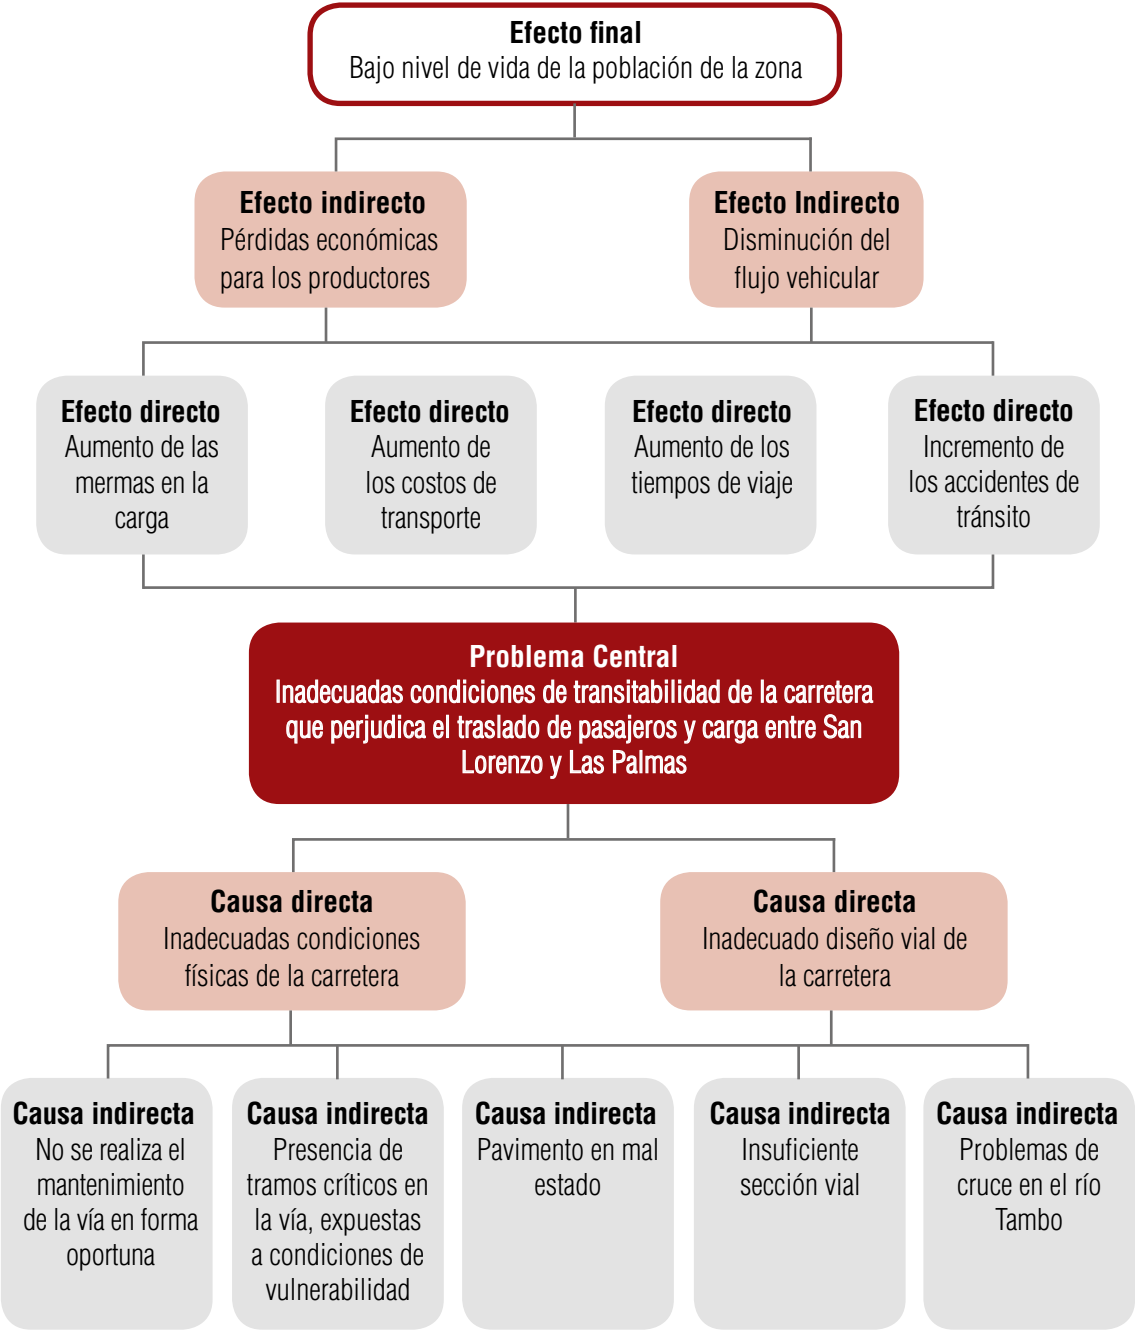 Efecto final
Bajo nivel de vida de la población de la zona
Efecto indirecto
Pérdidas económicas
para los productores
Efecto Indirecto
Disminución del
flujo vehicular
Efecto directo
Aumento de las
mermas en la
carga
Efecto directo
Aumento de
los costos de
transporte
Efecto directo
Aumento de los
tiempos de viaje
Efecto directo
Incremento de
los accidentes de
tránsito
Problema Central
Inadecuadas condiciones de transitabilidad de la carretera
que perjudica el traslado de pasajeros y carga entre San
Lorenzo y Las Palmas
Causa directa
Inadecuadas condiciones
físicas de la carretera
Causa directa
Inadecuado diseño vial de
la carretera
Causa indirecta
No se realiza el
mantenimiento
de la vía en forma
oportuna
Causa indirecta
Presencia de
tramos críticos en
la vía, expuestas
a condiciones de
vulnerabilidad
Causa indirecta
Pavimento en mal
estado
Causa indirecta
Insuficiente
sección vial
Causa indirecta
Problemas de
cruce en el río
Tambo